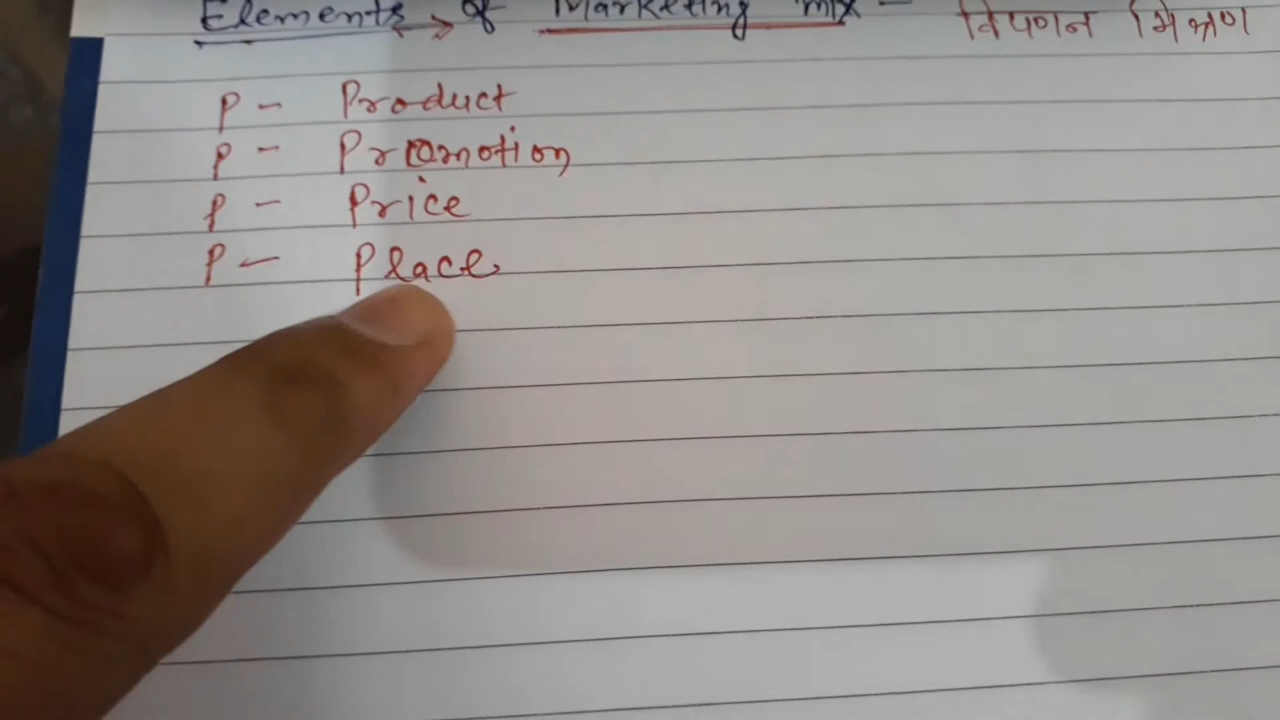 Elements of Marketing mix - विपणन मिश्रण
P - Product
P - Promotion
P - Price
P - Place